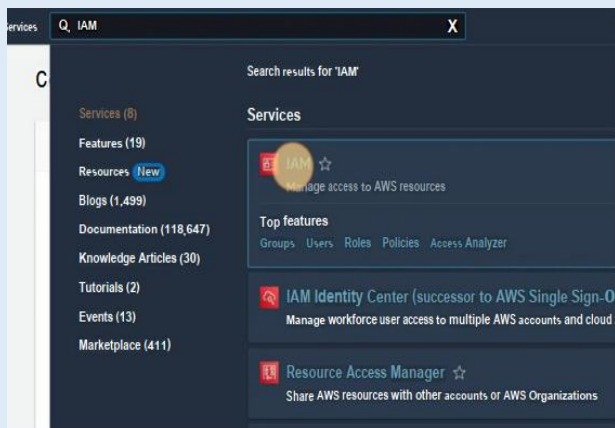 Services
IAM
X
C
Search results for 'IAM'
Services (8)
Features (19)
Resources New
Blogs (1,499)
Documentation (118,647)
Knowledge Articles (30)
Tutorials (2)
Events (13)
Marketplace (411)
Services
IAM
Manage access to AWS resources
Top features
Groups Users Roles Policies Access Analyzer
IAM Identity Center (successor to AWS Single Sign-O
Manage workforce user access to multiple AWS accounts and cloud
Resource Access Manager
Share AWS resources with other accounts or AWS Organizations